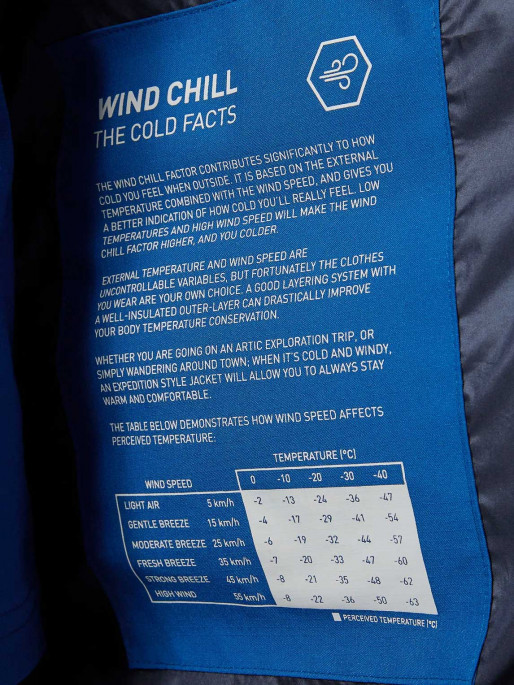 WIND CHILL
THE COLD FACTS
THE WIND CHILL FACTOR CONTRIBUTES SIGNIFICANTLY TO HOW
COLD YOU FEEL WHEN OUTSIDE. IT IS BASED ON THE EXTERNAL
TEMPERATURE COMBINED WITH THE WIND SPEED, AND GIVES YOU
A BETTER INDICATION OF HOW COLD YOU'LL REALLY FEEL. LOW
TEMPERATURES AND HIGH WIND SPEED WILL MAKE THE WIND
CHILL FACTOR HIGHER, AND YOU COLDER.
EXTERNAL TEMPERATURE AND WIND SPEED ARE
UNCONTROLLABLE VARIABLES, BUT FORTUNATELY THE CLOTHES
YOU WEAR ARE YOUR OWN CHOICE. A GOOD LAYERING SYSTEM WITH
A WELL-INSULATED OUTER-LAYER CAN DRASTICALLY IMPROVE
YOUR BODY TEMPERATURE CONSERVATION.
WHETHER YOU ARE GOING ON AN ARTIC EXPLORATION TRIP, OR
SIMPLY WANDERING AROUND TOWN; WHEN IT'S COLD AND WINDY,
AN EXPEDITION STYLE JACKET WILL ALLOW YOU TO ALWAYS STAY
WARM AND COMFORTABLE.
THE TABLE BELOW DEMONSTRATES HOW WIND SPEED AFFECTS
PERCEIVED TEMPERATURE:
TEMPERATURE (°C)
WIND SPEED 0 -10 -20 -30 -40
LIGHT AIR 5 km/h -2 -13 -24 -36 -47
GENTLE BREEZE 15 km/h -4 -17 -29 -41 -54
MODERATE BREEZE 25 km/h -6 -19 -32 -44 -57
FRESH BREEZE 35 km/h -7 -20 -33 -47 -60
STRONG BREEZE 45 km/h -8 -21 -35 -48 -62
HIGH WIND 55 km/h -8 -22 -36 -50 -63
PERCEIVED TEMPERATURE (°C)